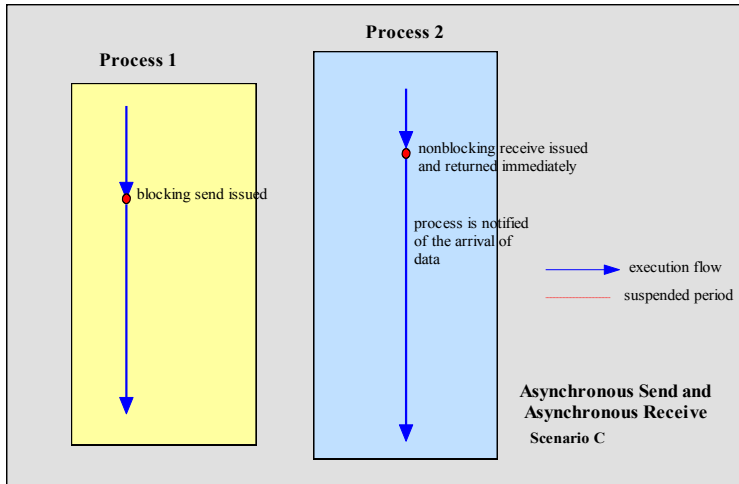 Process 1
Process 2
blocking send issued
nonblocking receive issued
and returned immediately
process is notified
of the arrival of
data
execution flow
suspended period
Asynchronous Send and
Asynchronous Receive
Scenario C